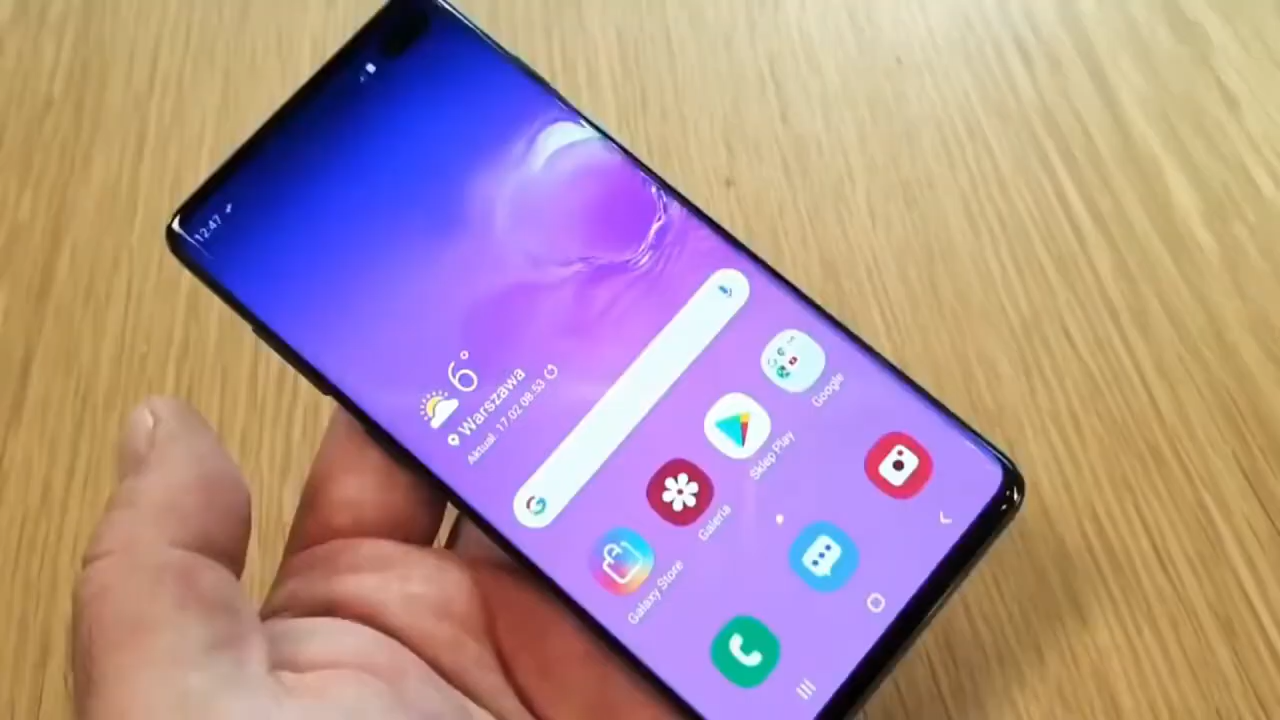 12:47
6°
Warszawa
Aktual. 17.02 08:53
Galaxy Store
Galeria
Sklep Play
Google